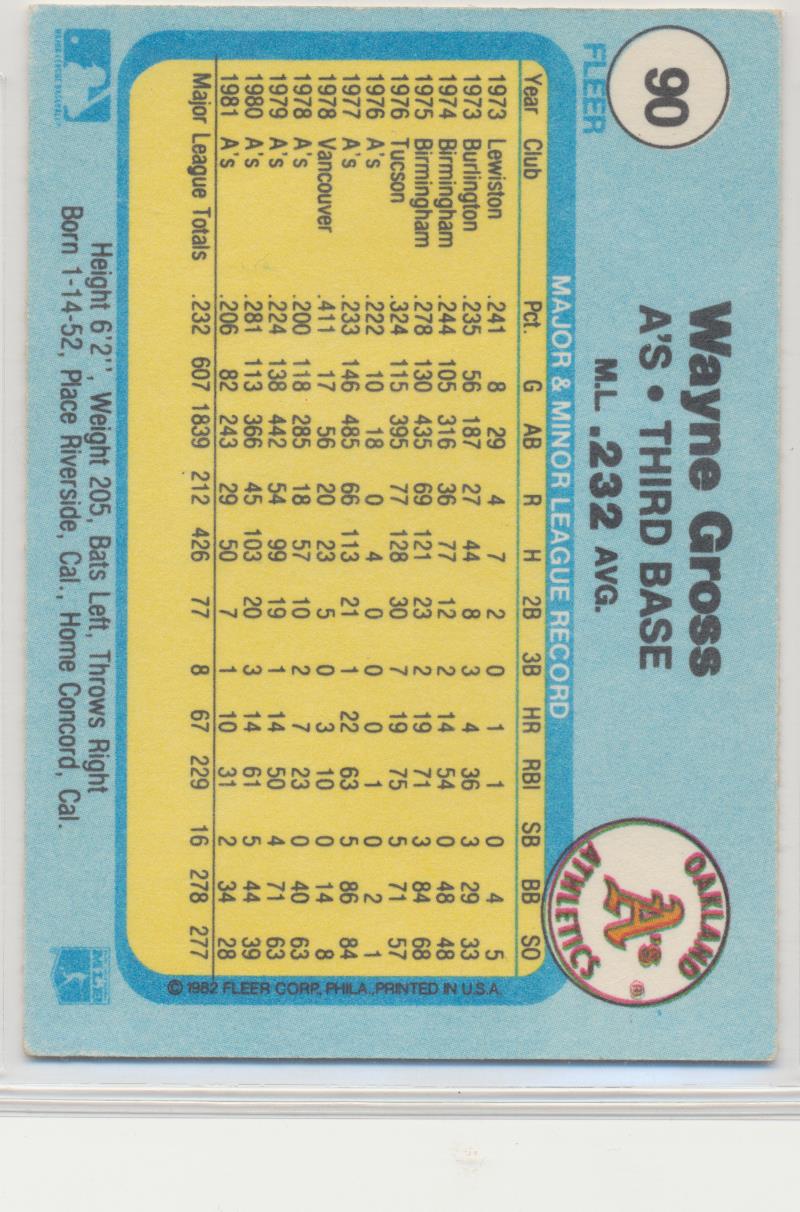 90
FLEER
Wayne Gross
A'S • THIRD BASE
M.L. .232 AVG.
OAKLAND ATHLETICS
A's
®
MAJOR & MINOR LEAGUE RECORD
Year Club Pct. G AB R H 2B 3B HR RBI SB BB SO
1973 Lewiston .241 8 29 4 7 2 0 1 1 0 4 5
1973 Burlington .235 56 187 27 44 8 3 4 36 3 29 33
1974 Birmingham .244 105 316 36 77 12 2 14 54 0 48 48
1975 Birmingham .278 130 435 69 121 23 2 19 71 3 84 68
1976 Tucson .324 115 395 77 128 30 7 19 75 5 71 57
1976 A's .222 10 18 0 4 0 0 0 1 0 2 1
1977 A's .233 146 485 66 113 21 1 22 63 5 86 84
1978 Vancouver .411 17 56 20 23 5 0 3 10 0 14 8
1978 A's .200 118 285 18 57 10 2 7 23 0 40 63
1979 A's .224 138 442 54 99 19 1 14 50 4 71 63
1980 A's .281 113 366 45 103 20 3 14 61 5 44 39
1981 A's .206 82 243 29 50 7 1 10 31 2 34 28
Major League Totals .232 607 1839 212 426 77 8 67 229 16 278 277
© 1982 FLEER CORP., PHILA., PRINTED IN U.S.A.
Height 6'2", Weight 205, Bats Left, Throws Right
Born 1-14-52, Place Riverside, Cal., Home Concord, Cal.
MAJOR LEAGUE BASEBALL